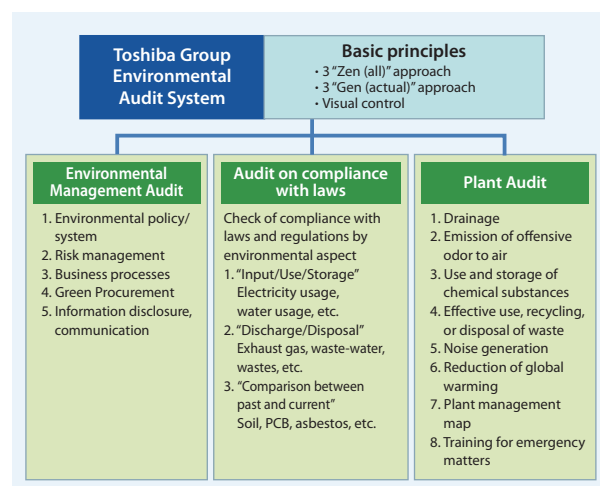 Toshiba Group
Environmental
Audit System
Basic principles
· 3 “Zen (all)” approach
· 3 “Gen (actual)” approach
· Visual control
Environmental
Management Audit
1. Environmental policy/
system
2. Risk management
3. Business processes
4. Green Procurement
5. Information disclosure,
communication
Audit on compliance
with laws
Check of compliance with
laws and regulations by
environmental aspect
1. “Input/Use/Storage”
Electricity usage,
water usage, etc.
2. “Discharge/Disposal”
Exhaust gas, waste-water,
wastes, etc.
3. “Comparison between
past and current”
Soil, PCB, asbestos, etc.
Plant Audit
1. Drainage
2. Emission of offensive
odor to air
3. Use and storage of
chemical substances
4. Effective use, recycling,
or disposal of waste
5. Noise generation
6. Reduction of global
warming
7. Plant management
map
8. Training for emergency
matters